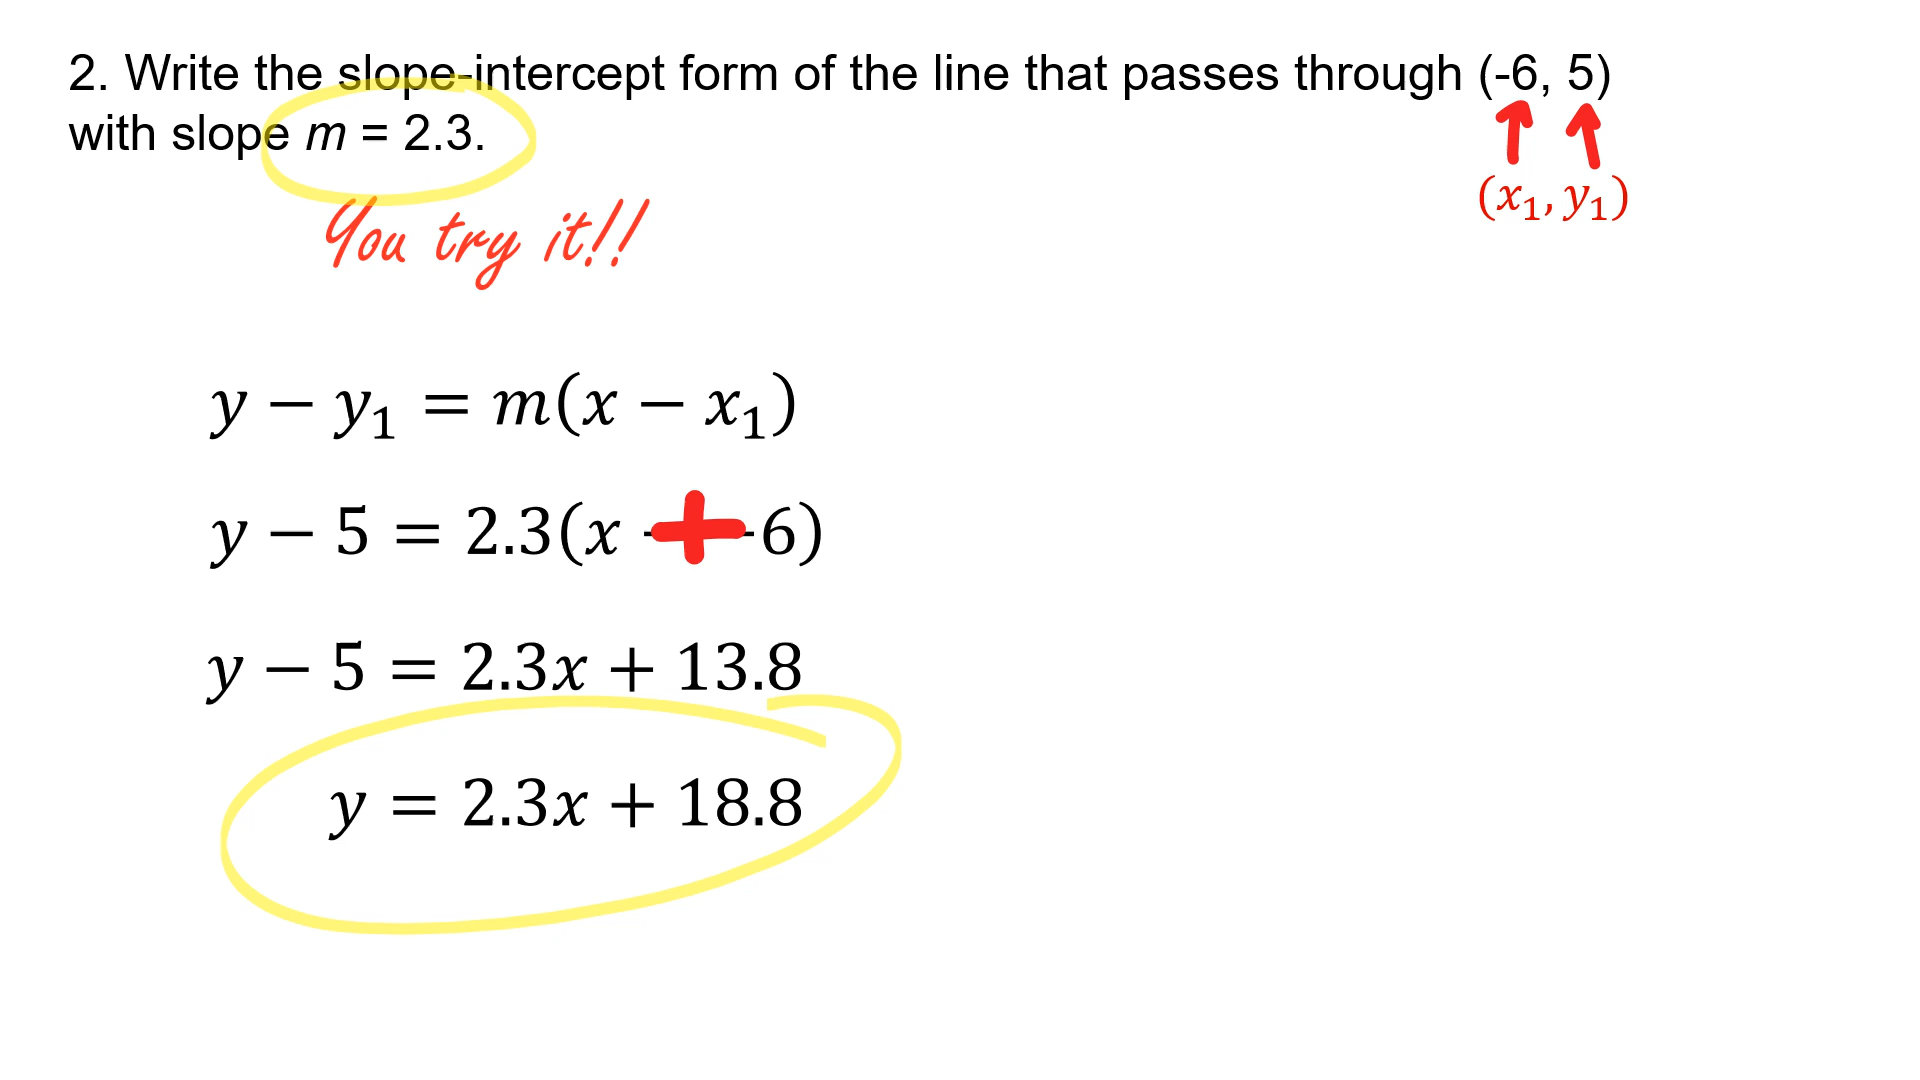 2. Write the slope-intercept form of the line that passes through (-6, 5)
with slope m = 2.3.
(x₁, y₁)
You try it!!
y − y₁ = m(x − x₁)
y − 5 = 2.3(x + 6)
y − 5 = 2.3x + 13.8
y = 2.3x + 18.8